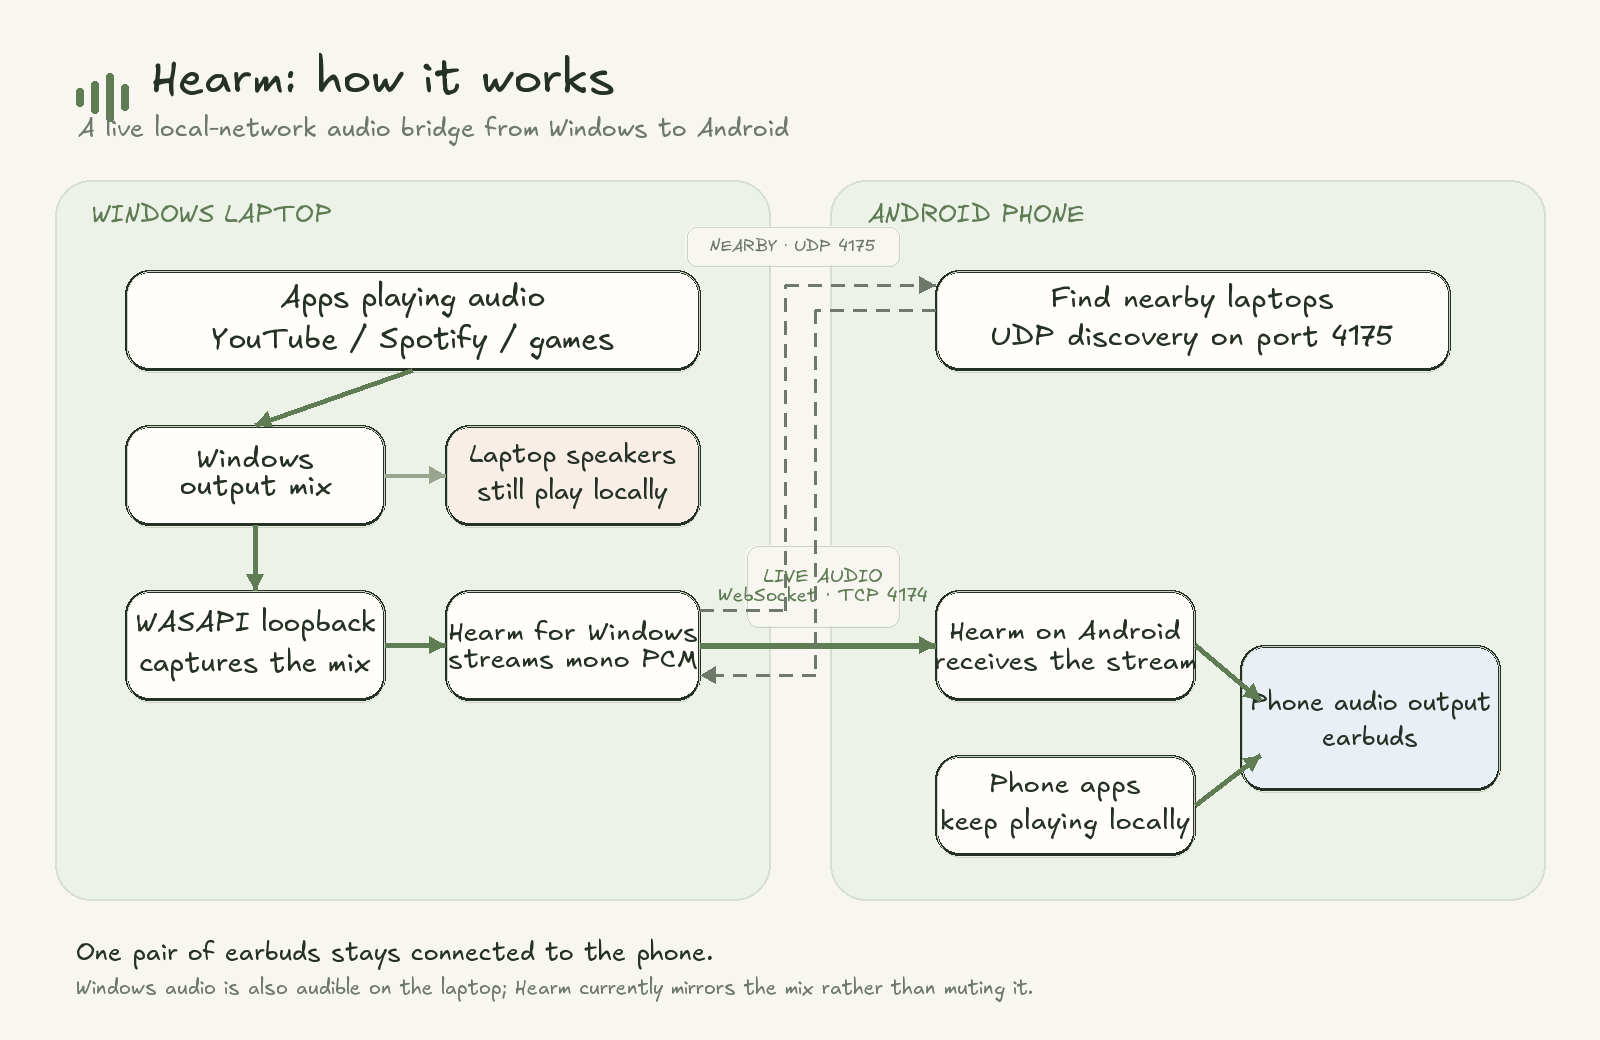 Hearm: how it works
A live local-network audio bridge from Windows to Android
WINDOWS LAPTOP
ANDROID PHONE
NEARBY · UDP 4175
Apps playing audio
YouTube / Spotify / games
Find nearby laptops
UDP discovery on port 4175
Windows
output mix
Laptop speakers
still play locally
LIVE AUDIO
WebSocket · TCP 4174
WASAPI loopback
captures the mix
Hearm for Windows
streams mono PCM
Hearm on Android
receives the stream
Phone audio output
earbuds
Phone apps
keep playing locally
One pair of earbuds stays connected to the phone.
Windows audio is also audible on the laptop; Hearm currently mirrors the mix rather than muting it.